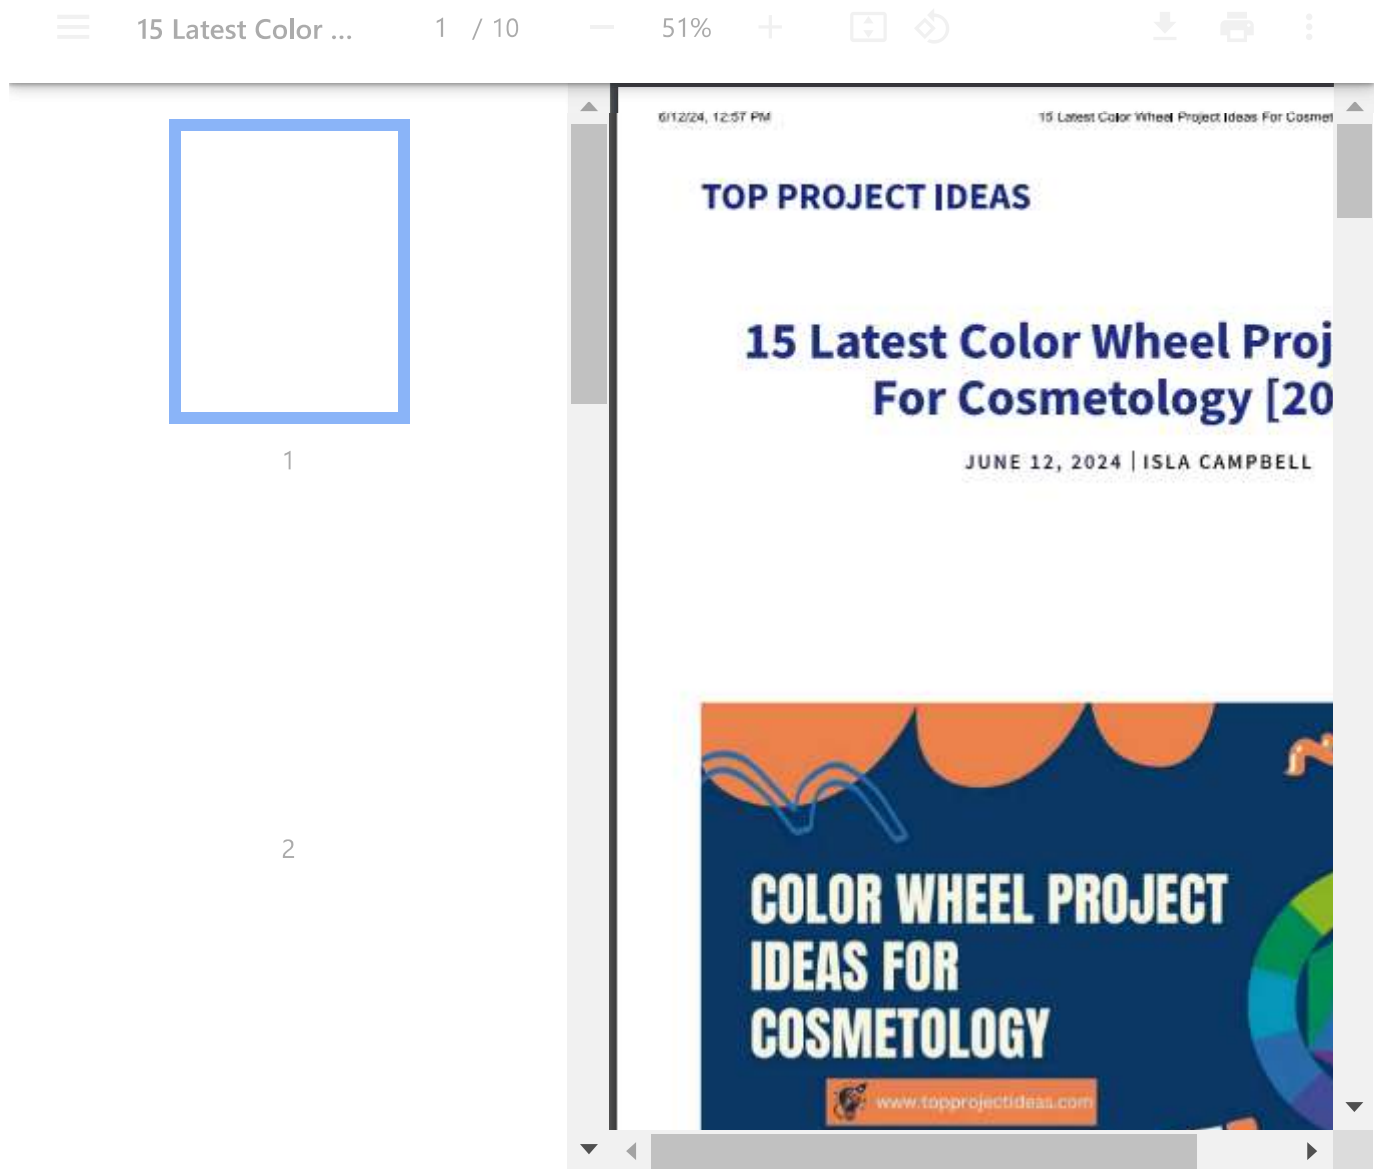 15 Latest Color ...
1 / 10
51%
1
2
6/12/24, 12:57 PM
15 Latest Color Wheel Project Ideas For Cosmet
TOP PROJECT IDEAS
15 Latest Color Wheel Proj
For Cosmetology [20
JUNE 12, 2024 | ISLA CAMPBELL
COLOR WHEEL PROJECT
IDEAS FOR
COSMETOLOGY
www.topprojectideas.com